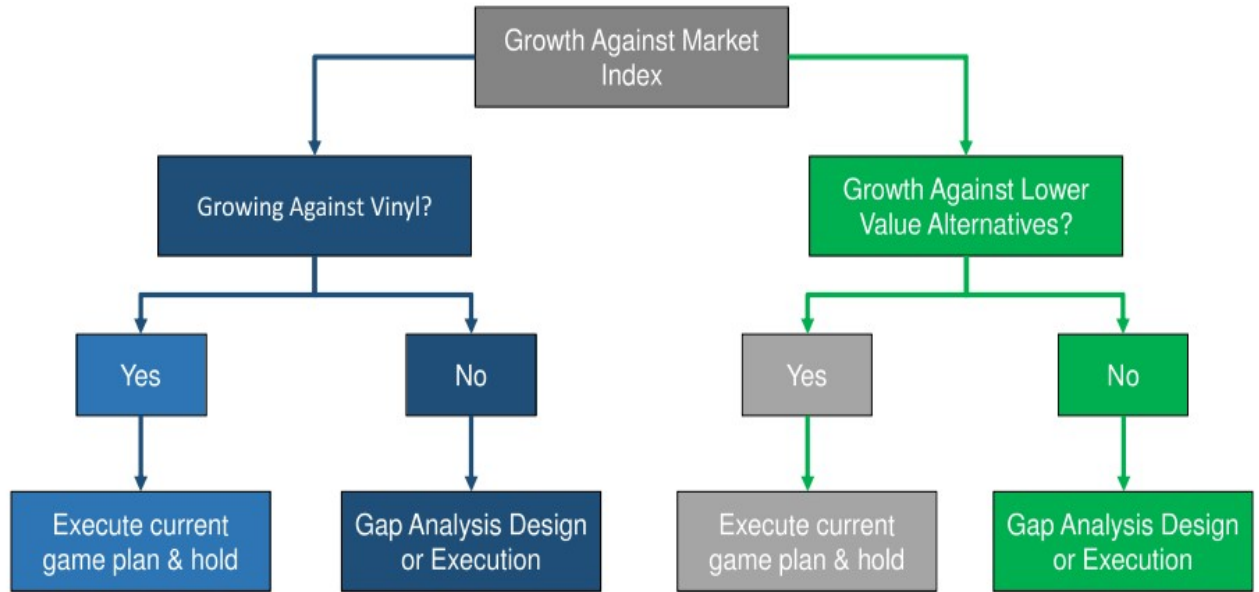 Growth Against Market
Index
Growing Against Vinyl?
Growth Against Lower
Value Alternatives?
Yes
No
Yes
No
Execute current
game plan & hold
Gap Analysis Design
or Execution
Execute current
game plan & hold
Gap Analysis Design
or Execution